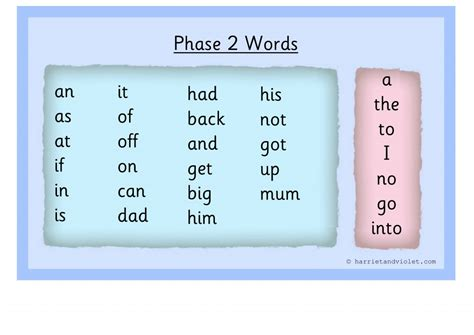 Phase 2 Words
an it had his
as of back not
at off and got
if on get up
in can big mum
is dad him
a
the
to
I
no
go
into
© harrietandviolet.com